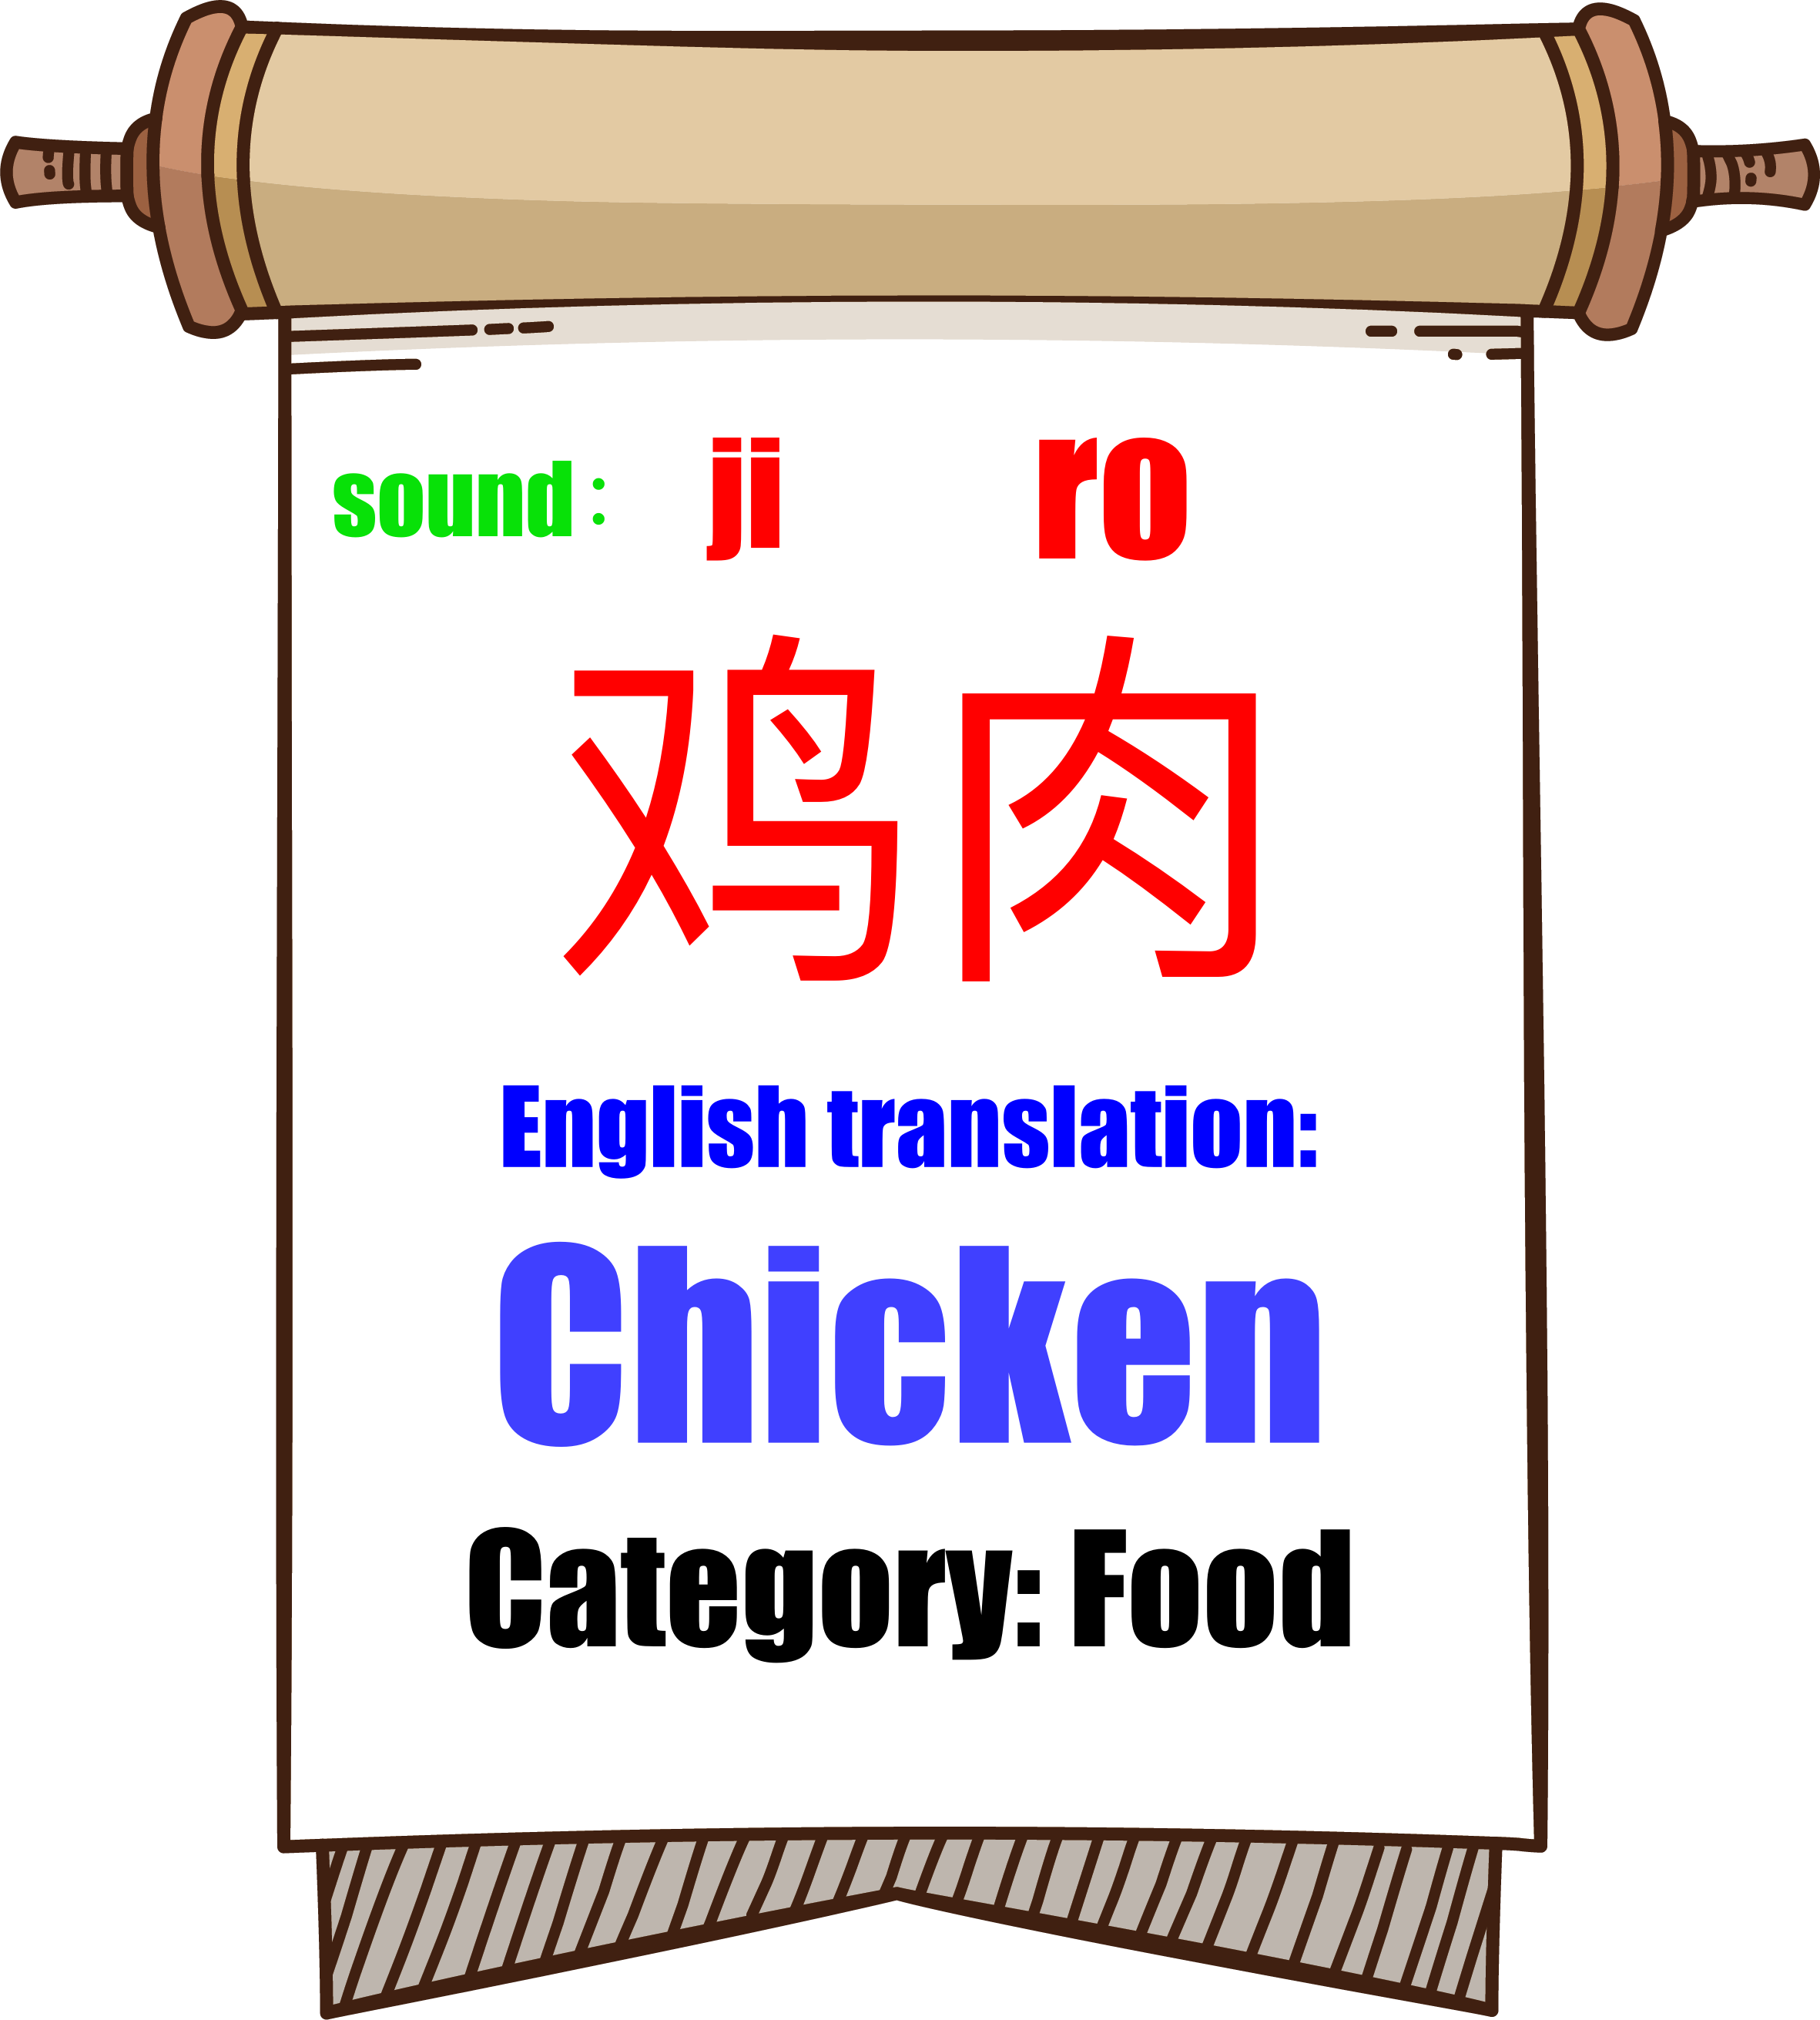 sound : ji ro
鸡肉
English translation:
Chicken
Category: Food